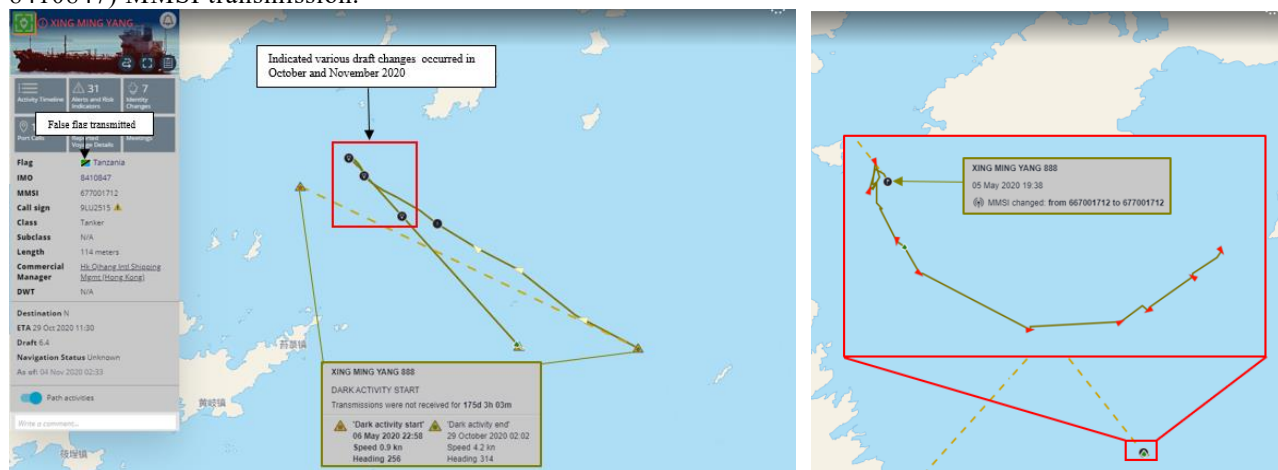 8410847) MMSI transmission.
XING MING YANG
31
7
Activity Timeline
Alerts and Risk Indicators
Identity Changes
False flag transmitted
Port Calls
Reported Voyage Details
Meetings
Flag Tanzania
IMO 8410847
MMSI 677001712
Call sign 9LU2515
Class Tanker
Subclass N/A
Length 114 meters
Commercial Manager Hk Qihang Intl Shipping Mgmt (Hong Kong)
DWT N/A
Destination N
ETA 29 Oct 2020 11:30
Draft 6.4
Navigation Status Unknown
As of: 04 Nov 2020 02:33
Path activities
Write a comment...
Indicated various draft changes occurred in
October and November 2020
黄岐镇
XING MING YANG 888
DARK ACTIVITY START
Transmissions were not received for 175d 3h 03m
'Dark activity start' 'Dark activity end'
06 May 2020 22:58 29 October 2020 02:02
Speed 0.9 kn Speed 4.2 kn
Heading 256 Heading 314
XING MING YANG 888
05 May 2020 19:38
MMSI changed: from 667001712 to 677001712